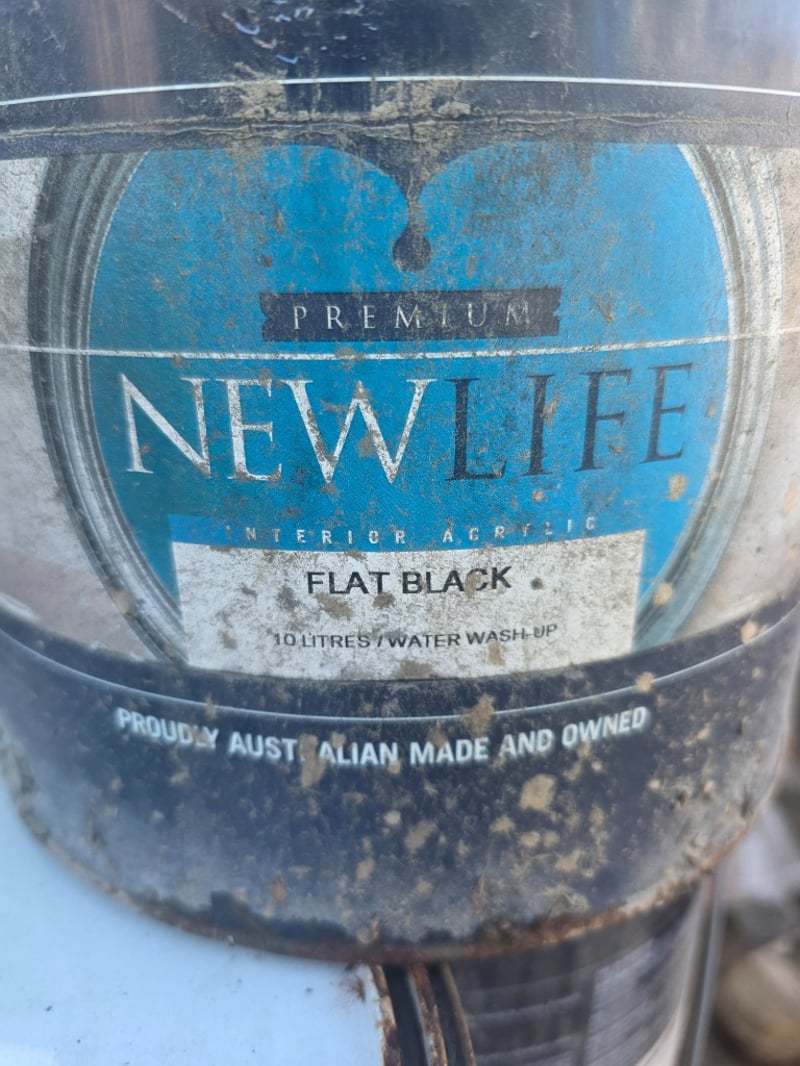 PREMIUM
NEWLIFE
INTERIOR ACRYLIC
FLAT BLACK
10 LITRES / WATER WASH-UP
PROUDLY AUSTRALIAN MADE AND OWNED